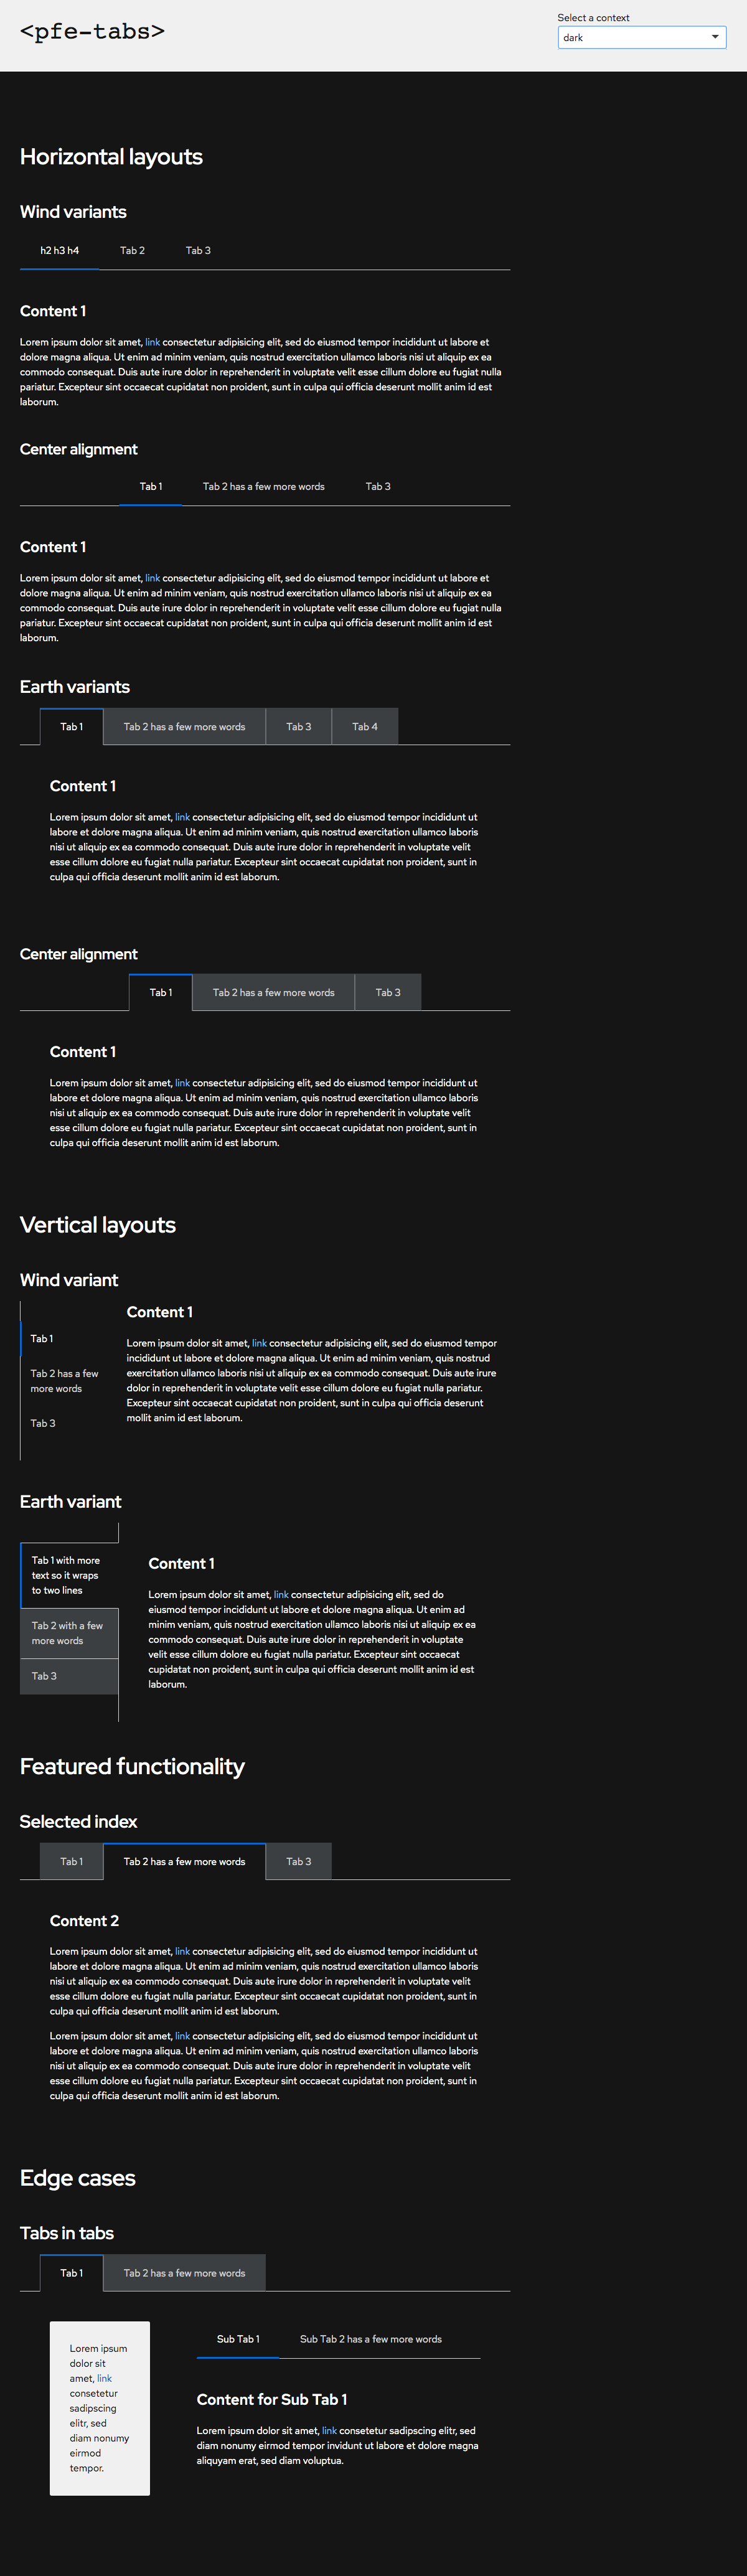 <pfe-tabs>
Select a context
dark
Horizontal layouts
Wind variants
h2 h3 h4 Tab 2 Tab 3
Content 1
Lorem ipsum dolor sit amet, link consectetur adipisicing elit, sed do eiusmod tempor incididunt ut labore et
dolore magna aliqua. Ut enim ad minim veniam, quis nostrud exercitation ullamco laboris nisi ut aliquip ex ea
commodo consequat. Duis aute irure dolor in reprehenderit in voluptate velit esse cillum dolore eu fugiat nulla
pariatur. Excepteur sint occaecat cupidatat non proident, sunt in culpa qui officia deserunt mollit anim id est
laborum.
Center alignment
Tab 1 Tab 2 has a few more words Tab 3
Content 1
Lorem ipsum dolor sit amet, link consectetur adipisicing elit, sed do eiusmod tempor incididunt ut labore et
dolore magna aliqua. Ut enim ad minim veniam, quis nostrud exercitation ullamco laboris nisi ut aliquip ex ea
commodo consequat. Duis aute irure dolor in reprehenderit in voluptate velit esse cillum dolore eu fugiat nulla
pariatur. Excepteur sint occaecat cupidatat non proident, sunt in culpa qui officia deserunt mollit anim id est
laborum.
Earth variants
Tab 1 Tab 2 has a few more words Tab 3 Tab 4
Content 1
Lorem ipsum dolor sit amet, link consectetur adipisicing elit, sed do eiusmod tempor incididunt ut
labore et dolore magna aliqua. Ut enim ad minim veniam, quis nostrud exercitation ullamco laboris
nisi ut aliquip ex ea commodo consequat. Duis aute irure dolor in reprehenderit in voluptate velit
esse cillum dolore eu fugiat nulla pariatur. Excepteur sint occaecat cupidatat non proident, sunt in
culpa qui officia deserunt mollit anim id est laborum.
Center alignment
Tab 1 Tab 2 has a few more words Tab 3
Content 1
Lorem ipsum dolor sit amet, link consectetur adipisicing elit, sed do eiusmod tempor incididunt ut
labore et dolore magna aliqua. Ut enim ad minim veniam, quis nostrud exercitation ullamco laboris
nisi ut aliquip ex ea commodo consequat. Duis aute irure dolor in reprehenderit in voluptate velit
esse cillum dolore eu fugiat nulla pariatur. Excepteur sint occaecat cupidatat non proident, sunt in
culpa qui officia deserunt mollit anim id est laborum.
Vertical layouts
Wind variant
Tab 1
Tab 2 has a few
more words
Tab 3
Content 1
Lorem ipsum dolor sit amet, link consectetur adipisicing elit, sed do eiusmod tempor
incididunt ut labore et dolore magna aliqua. Ut enim ad minim veniam, quis nostrud
exercitation ullamco laboris nisi ut aliquip ex ea commodo consequat. Duis aute irure
dolor in reprehenderit in voluptate velit esse cillum dolore eu fugiat nulla pariatur.
Excepteur sint occaecat cupidatat non proident, sunt in culpa qui officia deserunt
mollit anim id est laborum.
Earth variant
Tab 1 with more
text so it wraps
to two lines
Tab 2 with a few
more words
Tab 3
Content 1
Lorem ipsum dolor sit amet, link consectetur adipisicing elit, sed do
eiusmod tempor incididunt ut labore et dolore magna aliqua. Ut enim ad
minim veniam, quis nostrud exercitation ullamco laboris nisi ut aliquip ex ea
commodo consequat. Duis aute irure dolor in reprehenderit in voluptate
velit esse cillum dolore eu fugiat nulla pariatur. Excepteur sint occaecat
cupidatat non proident, sunt in culpa qui officia deserunt mollit anim id est
laborum.
Featured functionality
Selected index
Tab 1 Tab 2 has a few more words Tab 3
Content 2
Lorem ipsum dolor sit amet, link consectetur adipisicing elit, sed do eiusmod tempor incididunt ut
labore et dolore magna aliqua. Ut enim ad minim veniam, quis nostrud exercitation ullamco laboris
nisi ut aliquip ex ea commodo consequat. Duis aute irure dolor in reprehenderit in voluptate velit
esse cillum dolore eu fugiat nulla pariatur. Excepteur sint occaecat cupidatat non proident, sunt in
culpa qui officia deserunt mollit anim id est laborum.
Lorem ipsum dolor sit amet, link consectetur adipisicing elit, sed do eiusmod tempor incididunt ut
labore et dolore magna aliqua. Ut enim ad minim veniam, quis nostrud exercitation ullamco laboris
nisi ut aliquip ex ea commodo consequat. Duis aute irure dolor in reprehenderit in voluptate velit
esse cillum dolore eu fugiat nulla pariatur. Excepteur sint occaecat cupidatat non proident, sunt in
culpa qui officia deserunt mollit anim id est laborum.
Edge cases
Tabs in tabs
Tab 1 Tab 2 has a few more words
Lorem ipsum
dolor sit
amet, link
consetetur
sadipscing
elitr, sed
diam nonumy
eirmod
tempor.
Sub Tab 1 Sub Tab 2 has a few more words
Content for Sub Tab 1
Lorem ipsum dolor sit amet, link consetetur sadipscing elitr, sed
diam nonumy eirmod tempor invidunt ut labore et dolore magna
aliquyam erat, sed diam voluptua.